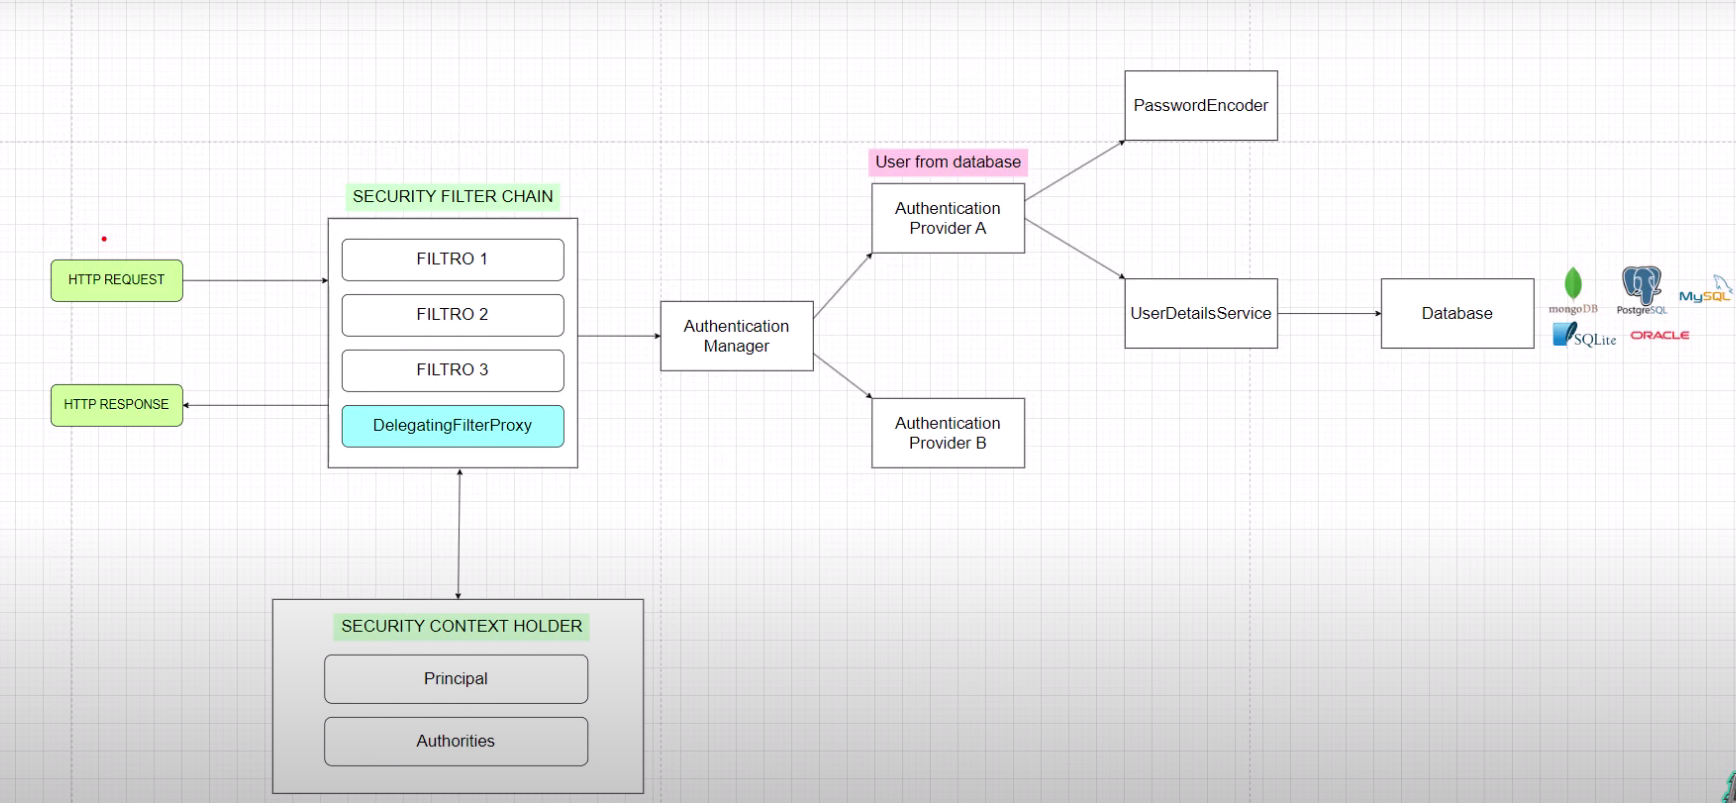 PasswordEncoder
User from database
SECURITY FILTER CHAIN
Authentication
Provider A
FILTRO 1
HTTP REQUEST
FILTRO 2
Authentication
Manager
UserDetailsService
Database
mongoDB
PostgreSQL
MySQL
SQLite
ORACLE
FILTRO 3
HTTP RESPONSE
DelegatingFilterProxy
Authentication
Provider B
SECURITY CONTEXT HOLDER
Principal
Authorities